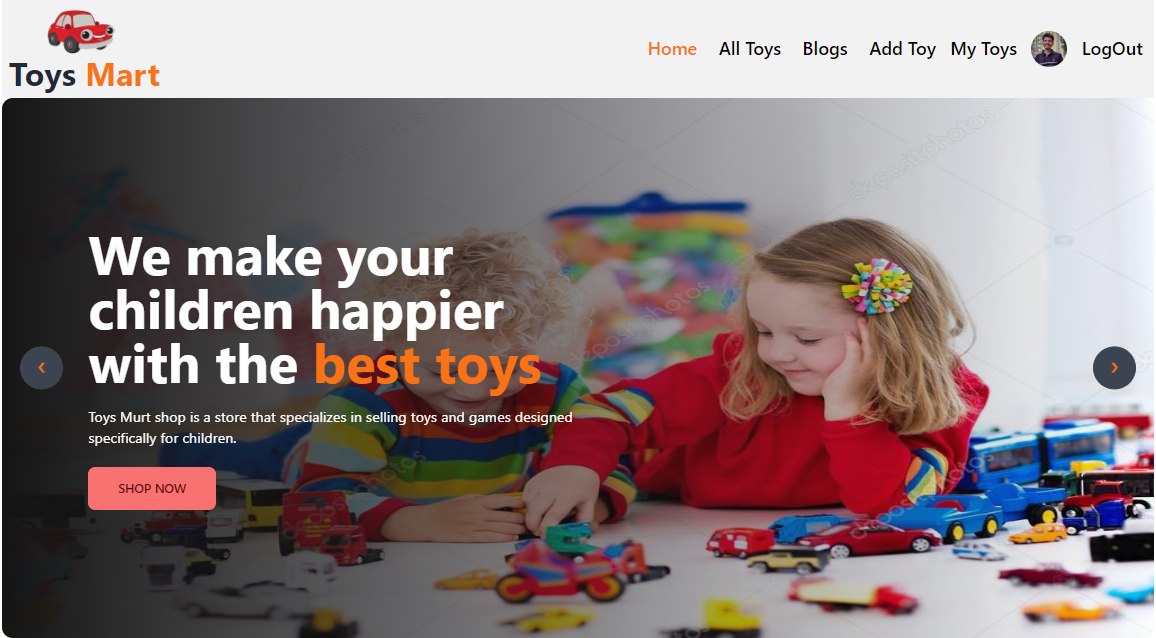 Toys Mart
Home All Toys Blogs Add Toy My Toys LogOut
We make your
children happier
with the best toys
Toys Murt shop is a store that specializes in selling toys and games designed
specifically for children.
SHOP NOW
depositphotos
depositphotos
depositphotos